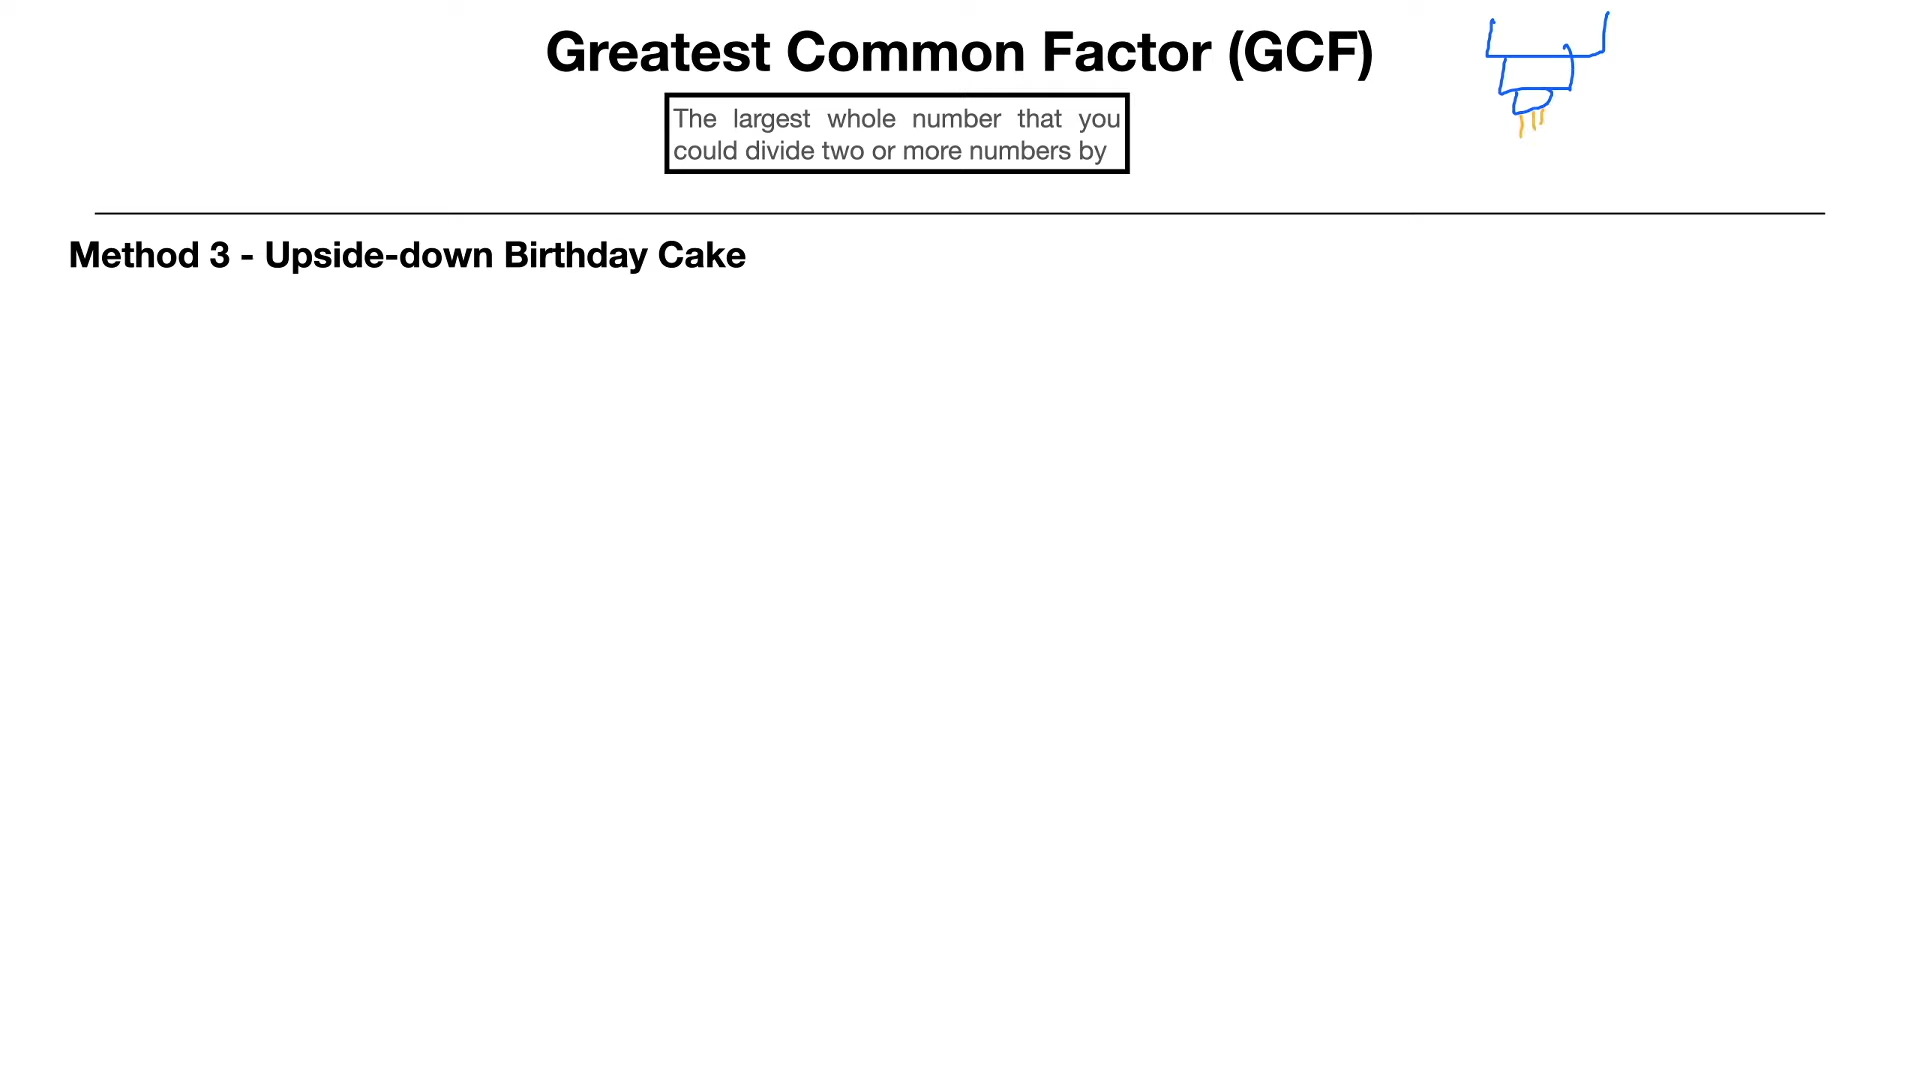 Greatest Common Factor (GCF)
The largest whole number that you
could divide two or more numbers by
Method 3 - Upside-down Birthday Cake